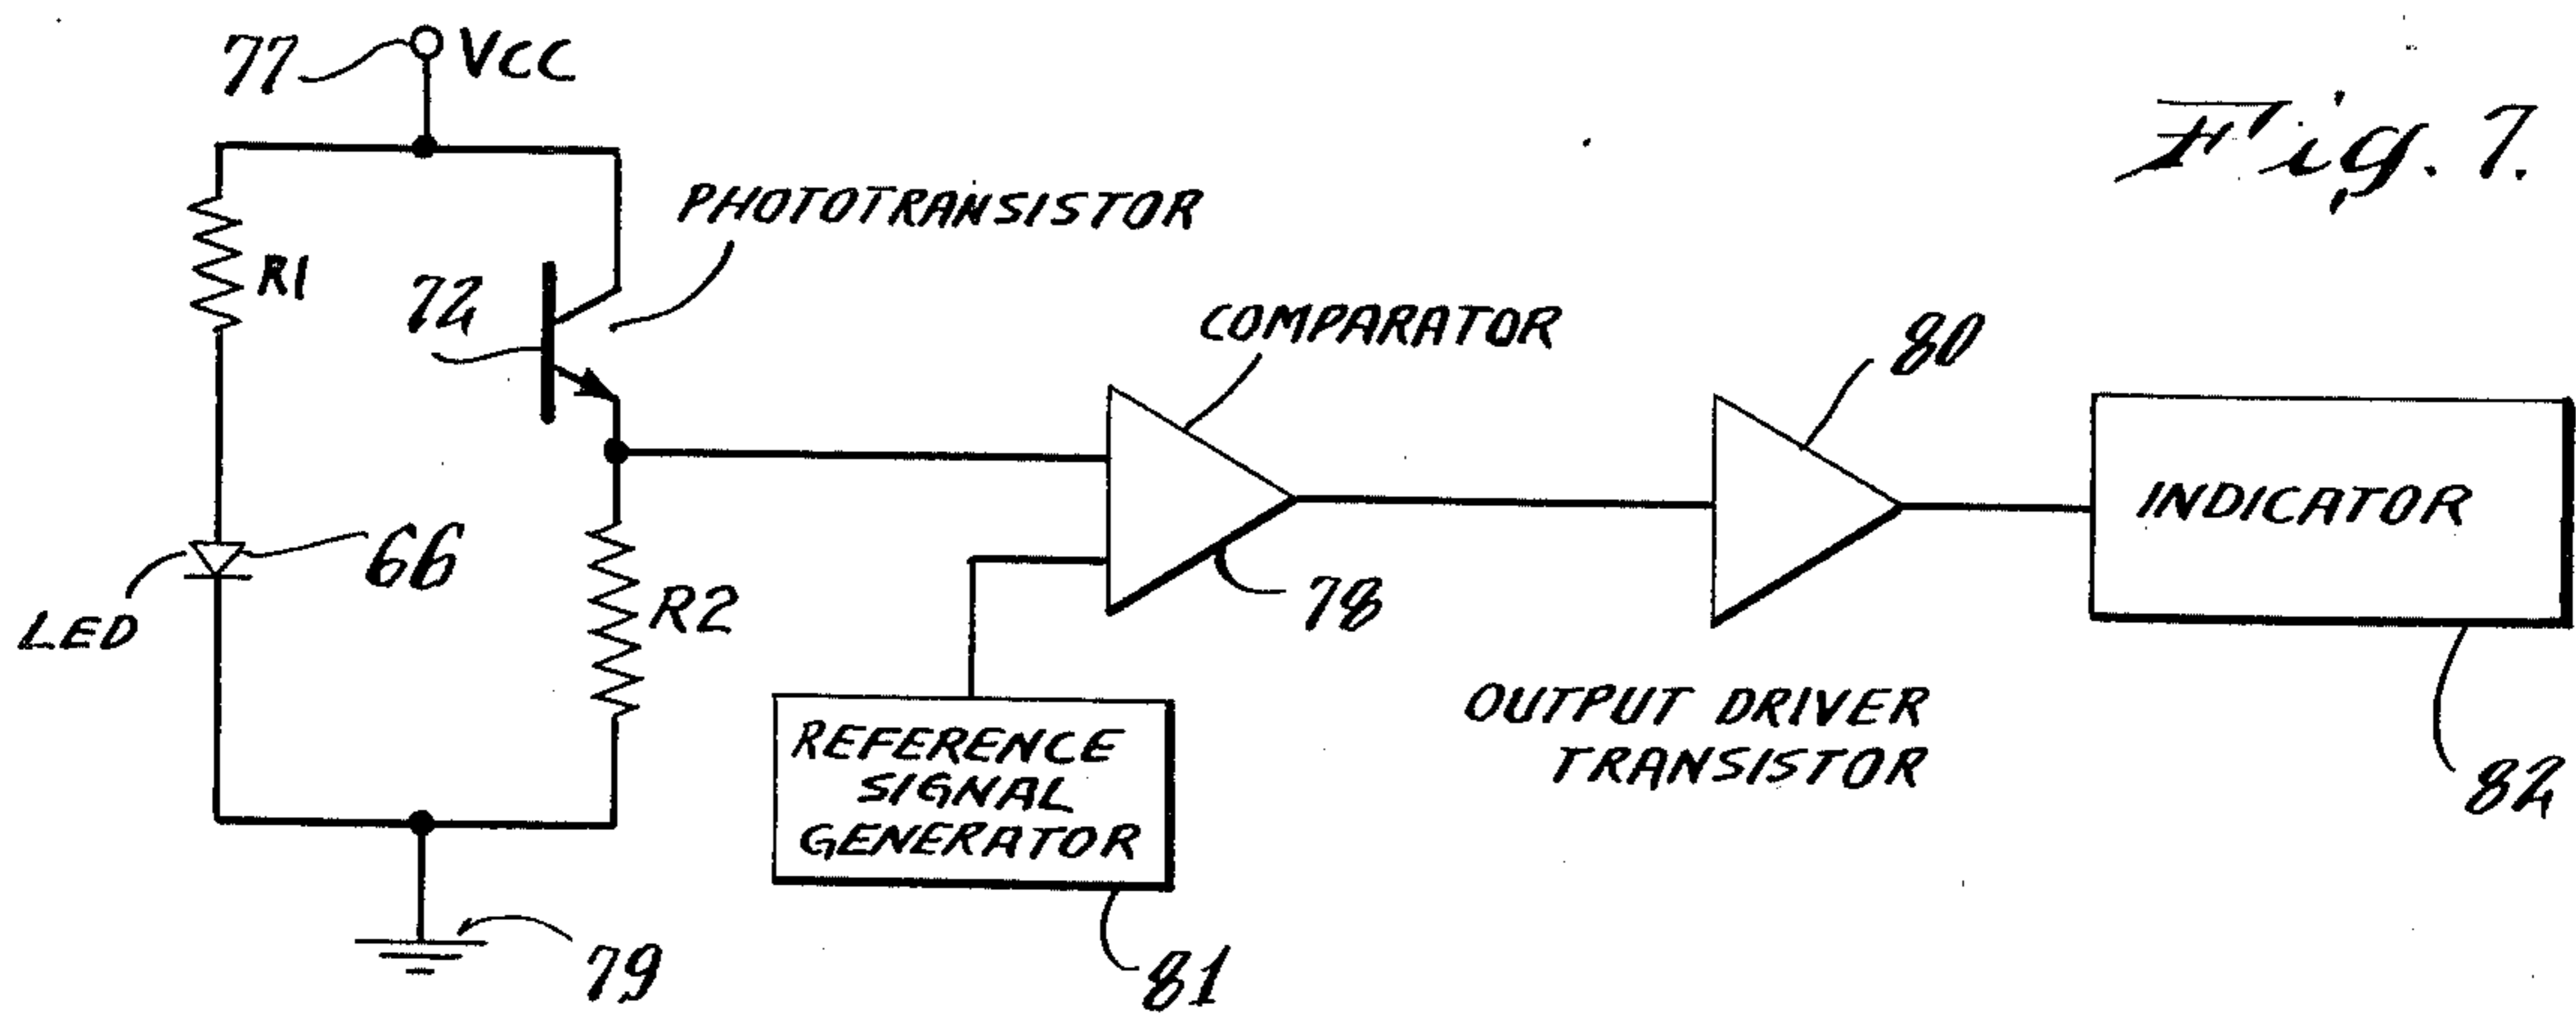 77
VCC
Fig. 7.
PHOTOTRANSISTOR
R1
72
COMPARATOR
80
INDICATOR
66
LED
R2
78
OUTPUT DRIVER
TRANSISTOR
REFERENCE
SIGNAL
GENERATOR
82
79
81